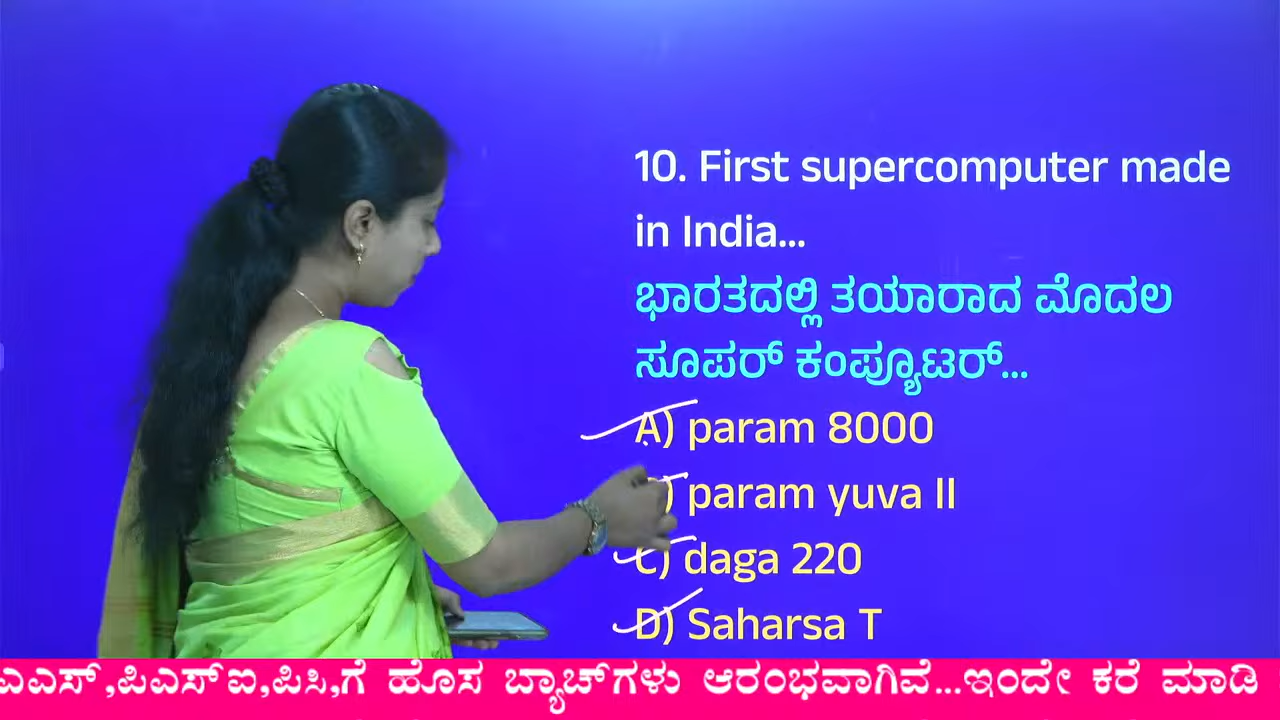 10. First supercomputer made
in India...
ಭಾರತದಲ್ಲಿ ತಯಾರಾದ ಮೊದಲ
ಸೂಪರ್ ಕಂಪ್ಯೂಟರ್...
A) param 8000
) param yuva II
C) daga 220
D) Saharsa T
ಎಎಸ್,ಪಿಎಸ್ಐ,ಪಿಸಿ,ಗೆ ಹೊಸ ಬ್ಯಾಚ್‌ಗಳು ಆರಂಭವಾಗಿವೆ...ಇಂದೇ ಕರೆ ಮಾಡಿ